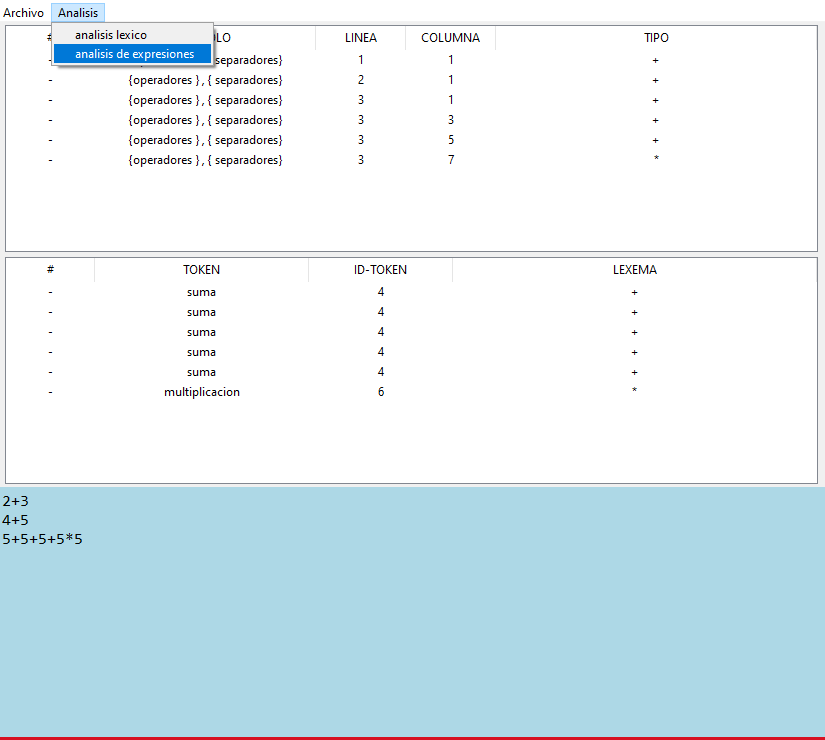 Archivo Analisis
analisis lexico
analisis de expresiones
# OLO LINEA COLUMNA TIPO
- separadores} 1 1 +
- {operadores } , { separadores} 2 1 +
- {operadores } , { separadores} 3 1 +
- {operadores } , { separadores} 3 3 +
- {operadores } , { separadores} 3 5 +
- {operadores } , { separadores} 3 7 *
# TOKEN ID-TOKEN LEXEMA
- suma 4 +
- suma 4 +
- suma 4 +
- suma 4 +
- suma 4 +
- multiplicacion 6 *
2+3
4+5
5+5+5+5*5